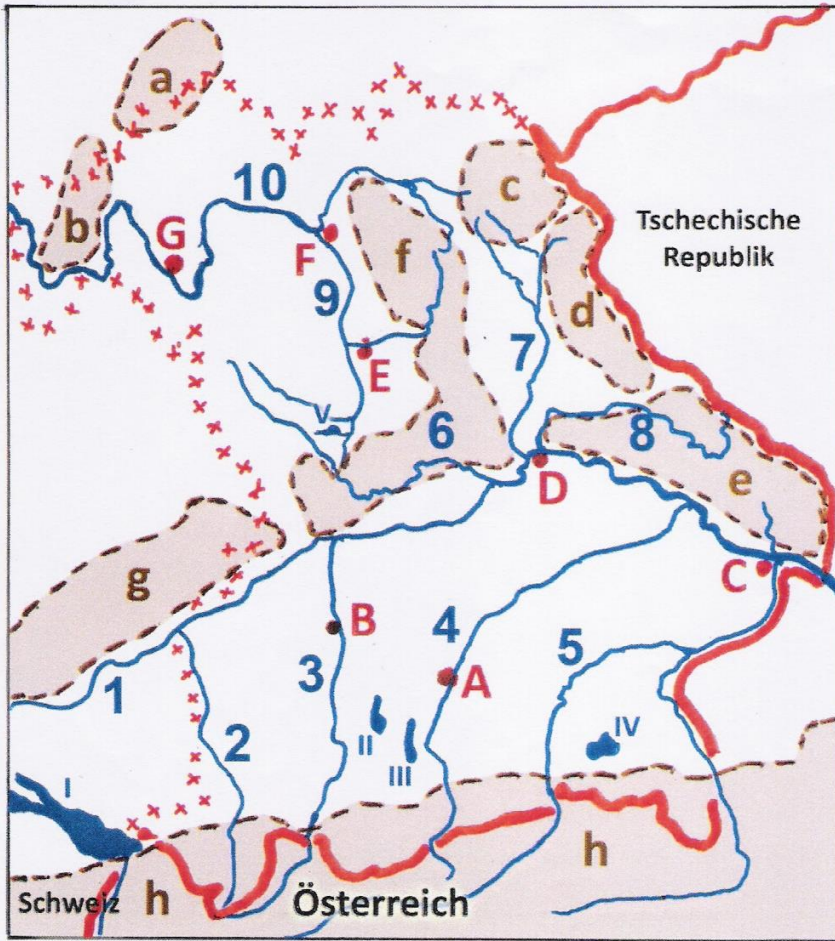 a
10
b
c
G
F
f
Tschechische
Republik
9
d
7
E
V
6
8
e
D
g
C
B
4
3
A
5
1
2
II
IV
III
I
h
h
Schweiz
Österreich